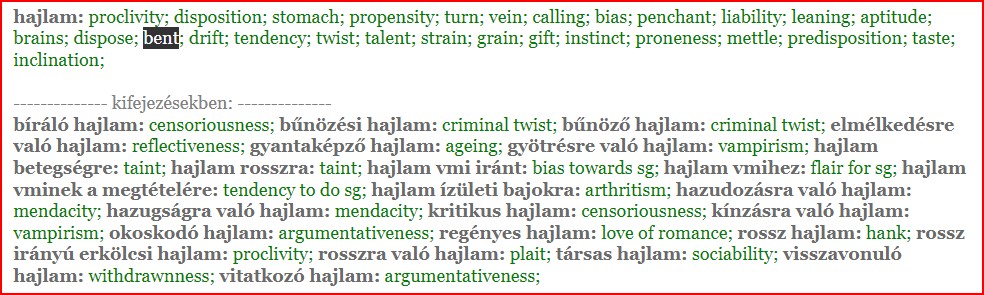 hajlam: proclivity; disposition; stomach; propensity; turn; vein; calling; bias; penchant; liability; leaning; aptitude;
brains; dispose; bent; drift; tendency; twist; talent; strain; grain; gift; instinct; proneness; mettle; predisposition; taste;
inclination;
-------------- kifejezésekben: --------------
bíráló hajlam: censoriousness; bűnözési hajlam: criminal twist; bűnöző hajlam: criminal twist; elmélkedésre
való hajlam: reflectiveness; gyantaképző hajlam: ageing; gyötrésre való hajlam: vampirism; hajlam
betegségre: taint; hajlam rosszra: taint; hajlam vmi iránt: bias towards sg; hajlam vmihez: flair for sg; hajlam
vminek a megtételére: tendency to do sg; hajlam ízületi bajokra: arthritism; hazudozásra való hajlam:
mendacity; hazugságra való hajlam: mendacity; kritikus hajlam: censoriousness; kínzásra való hajlam:
vampirism; okoskodó hajlam: argumentativeness; regényes hajlam: love of romance; rossz hajlam: hank; rossz
irányú erkölcsi hajlam: proclivity; rosszra való hajlam: plait; társas hajlam: sociability; visszavonuló
hajlam: withdrawnness; vitatkozó hajlam: argumentativeness;